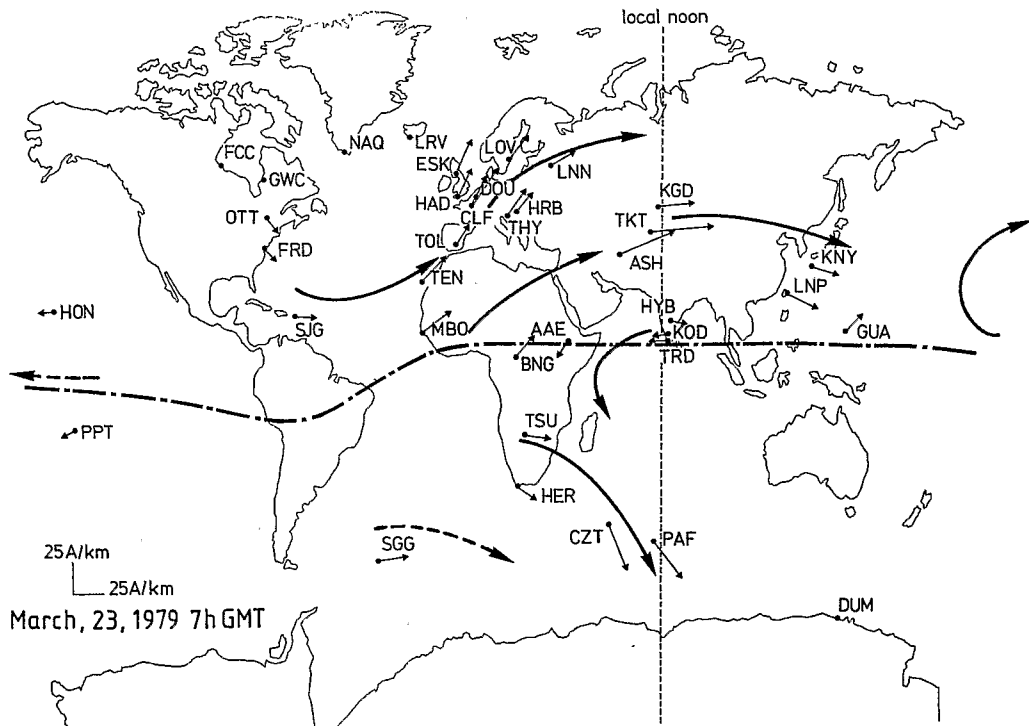 local noon
NAQ
LRV
LOV
FCC
ESK
LNN
GWC
DOU
KGD
HAD
HRB
OTT
CLF
TKT
THY
FRD
TOL
ASH
KNY
TEN
LNP
HON
HYB
SJG
MBO
AAE
KOD
GUA
TRD
BNG
TSU
PPT
HER
CZT
PAF
SGG
25A/km
25A/km
DUM
March, 23, 1979 7h GMT